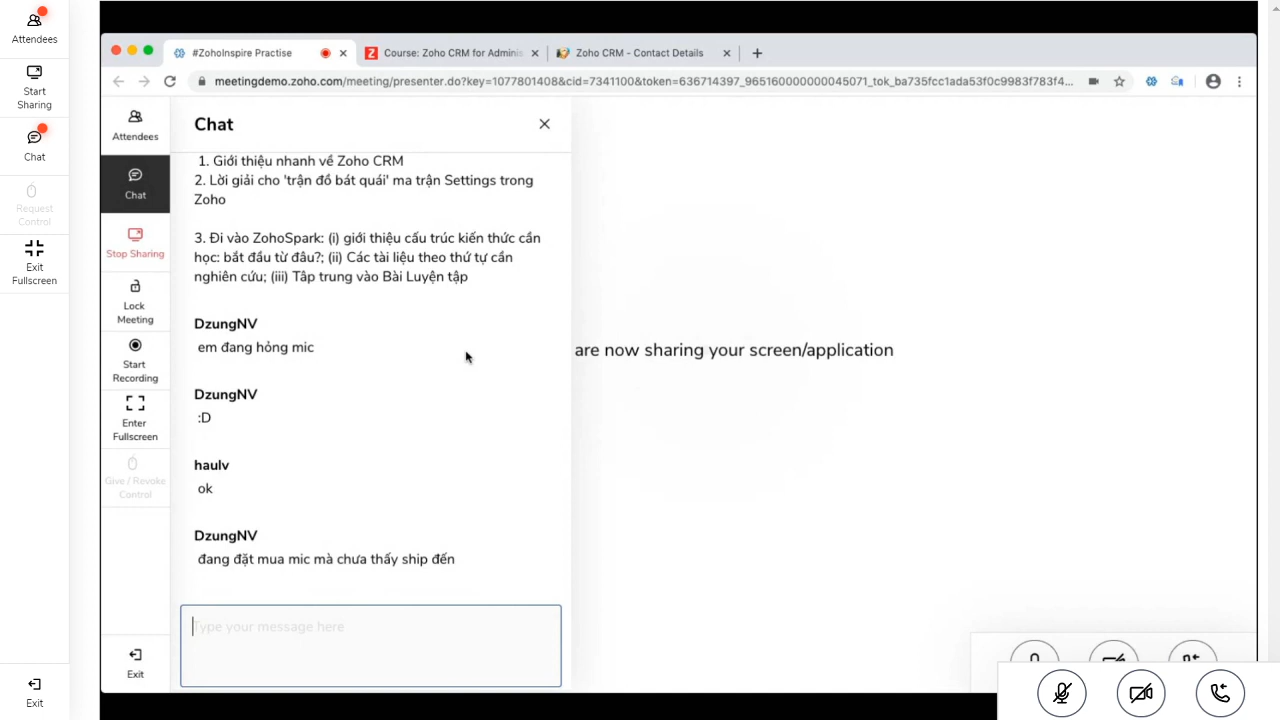 Attendees
Start
Sharing
Chat
Request
Control
Exit
Fullscreen
Exit
#ZohoInspire Practise
Course: Zoho CRM for Adminis
Zoho CRM - Contact Details
meetingdemo.zoho.com/meeting/presenter.do?key=1077801408&cid=7341100&token=636714397_965160000000045071_tok_ba735fcc1ada53f0c9983f783f4...
Attendees
Chat
Stop Sharing
Lock
Meeting
Start
Recording
Enter
Fullscreen
Give / Revoke
Control
Exit
Chat
1. Giới thiệu nhanh về Zoho CRM
2. Lời giải cho 'trận đồ bát quái' ma trận Settings trong
Zoho
3. Đi vào ZohoSpark: (i) giới thiệu cấu trúc kiến thức cần
học: bắt đầu từ đâu?; (ii) Các tài liệu theo thứ tự cần
nghiên cứu; (iii) Tâp trung vào Bài Luyện tập
DzungNV
em đang hỏng mic
DzungNV
:D
haulv
ok
DzungNV
đang đặt mua mic mà chưa thấy ship đến
Type your message here
are now sharing your screen/application